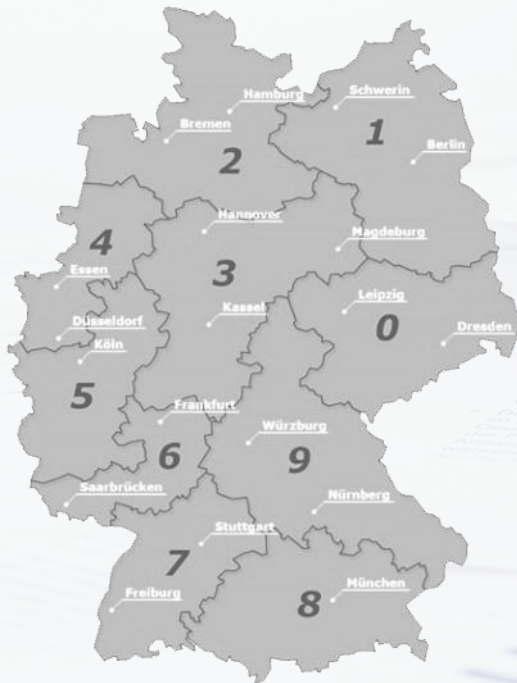 Hamburg
Schwerin
Bremen
1
2
Berlin
4
Hannover
Magdeburg
3
Essen
Leipzig
Kassel
0
Düsseldorf
Dresden
Köln
5
Frankfurt
Würzburg
6
9
Saarbrücken
Nürnberg
Stuttgart
7
München
Freiburg
8